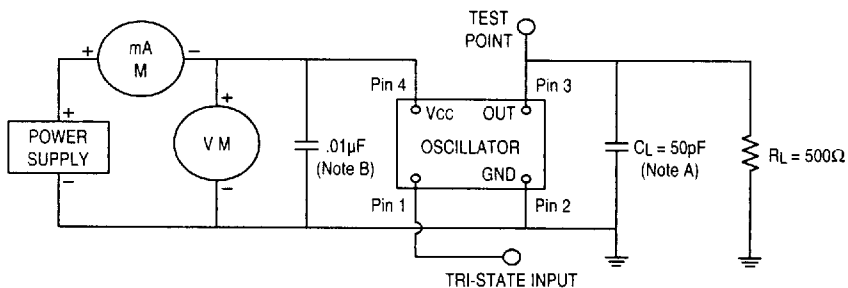 TEST
POINT
+
mA
M
−
Pin 4
Pin 3
+
POWER
SUPPLY
−
+
V M
−
.01µF
(Note B)
VCC
OUT
OSCILLATOR
GND
CL = 50pF
(Note A)
RL = 500Ω
Pin 1
Pin 2
TRI-STATE INPUT